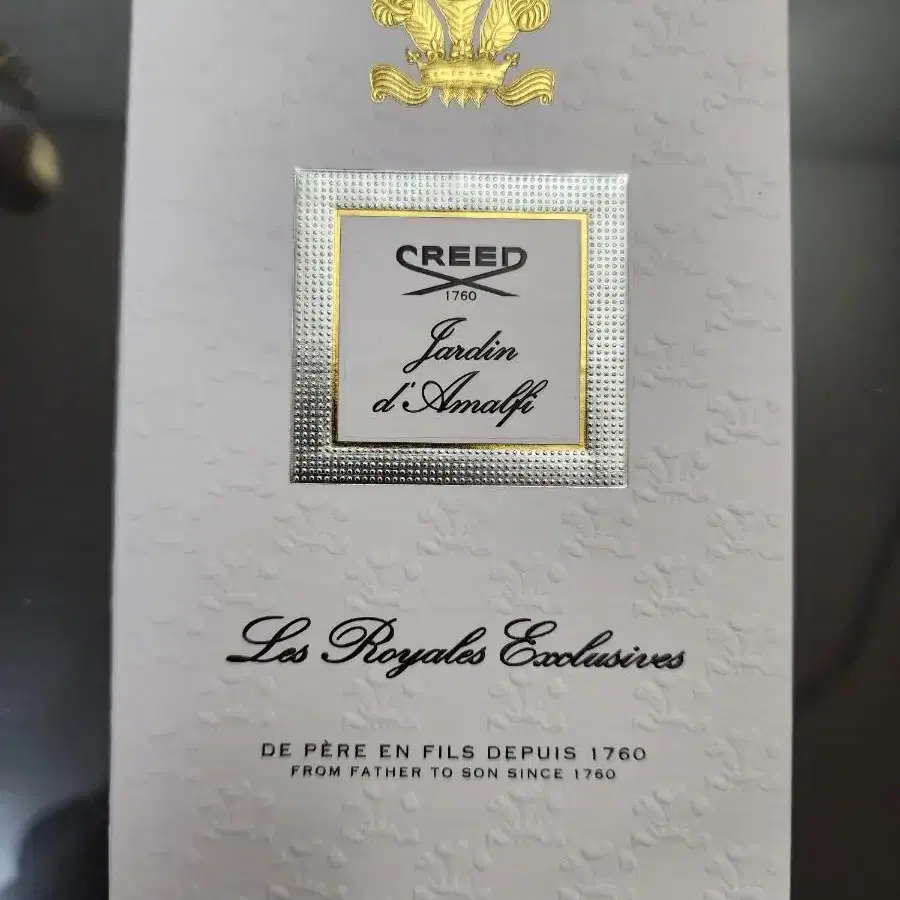 CREED
1760
Jardin
d'Amalfi
Les Royales Exclusives
DE PÈRE EN FILS DEPUIS 1760
FROM FATHER TO SON SINCE 1760